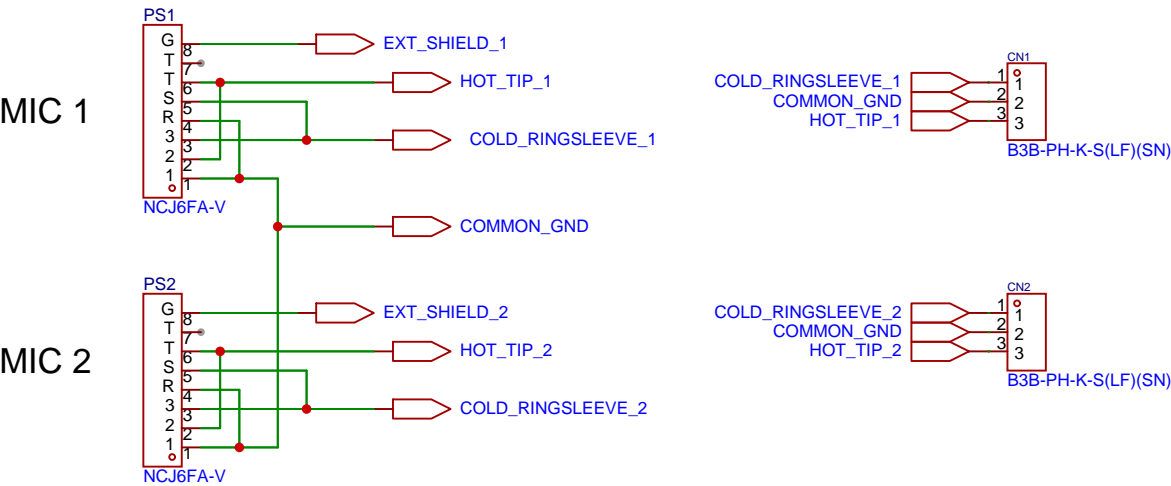 PS1
G
8
EXT_SHIELD_1
T
7
T
6
HOT_TIP_1
S
5
MIC 1
R
4
3
3
COLD_RINGSLEEVE_1
2
2
1
1
NCJ6FA-V
COMMON_GND
CN1
COLD_RINGSLEEVE_1 1 1
COMMON_GND 2 2
HOT_TIP_1 3 3
B3B-PH-K-S(LF)(SN)
PS2
G
8
EXT_SHIELD_2
T
7
T
6
HOT_TIP_2
MIC 2
S
5
R
4
3
3
COLD_RINGSLEEVE_2
2
2
1
1
NCJ6FA-V
CN2
COLD_RINGSLEEVE_2 1 1
COMMON_GND 2 2
HOT_TIP_2 3 3
B3B-PH-K-S(LF)(SN)